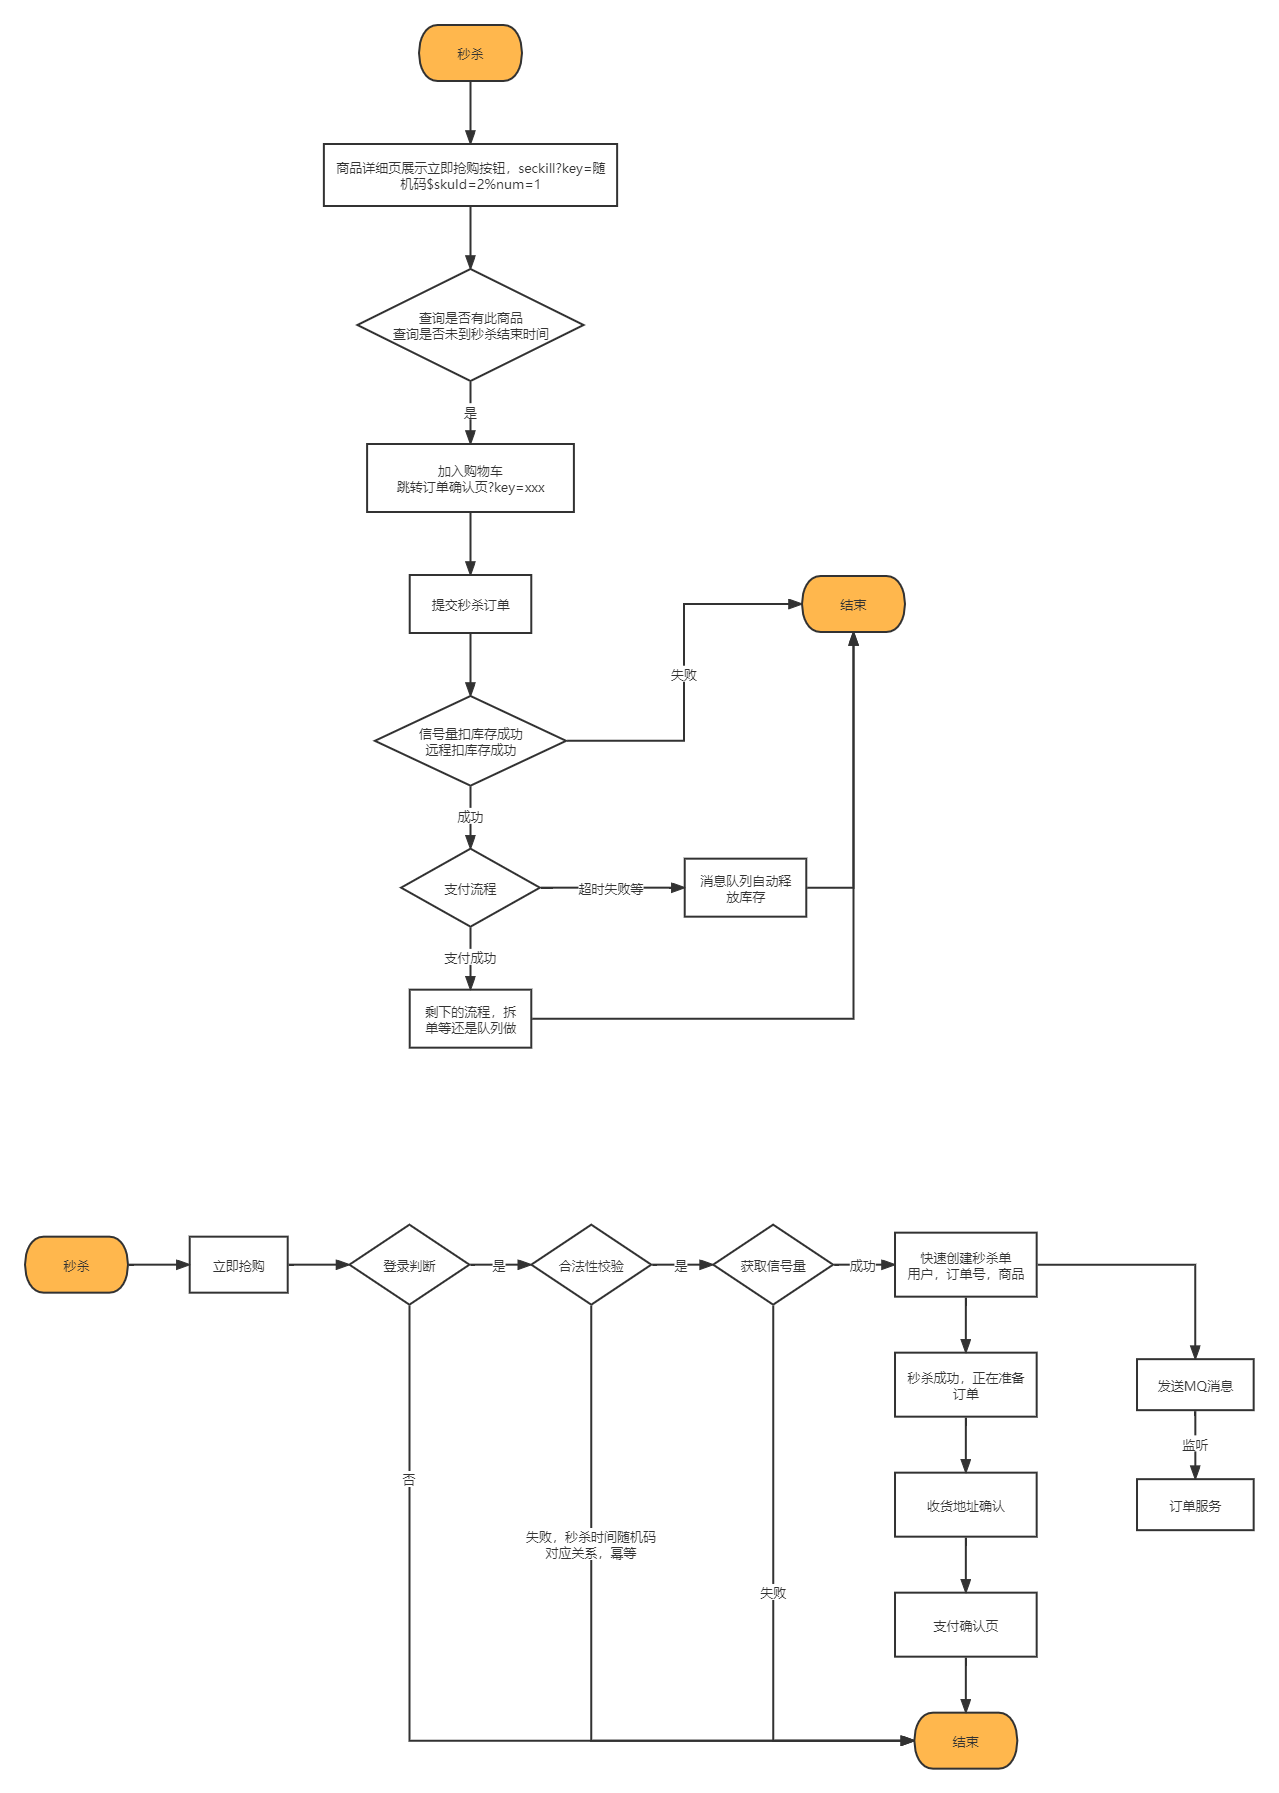 秒杀
商品详细页展示立即抢购按钮，seckill?key=随
机码$skuId=2%num=1
查询是否有此商品
查询是否未到秒杀结束时间
是
加入购物车
跳转订单确认页?key=xxx
提交秒杀订单
结束
失败
信号量扣库存成功
远程扣库存成功
成功
支付流程
超时失败等
消息队列自动释
放库存
支付成功
剩下的流程，拆
单等还是队列做
秒杀
立即抢购
登录判断
是
合法性校验
是
获取信号量
成功
快速创建秒杀单
用户，订单号，商品
秒杀成功，正在准备
订单
发送MQ消息
监听
否
收货地址确认
订单服务
失败，秒杀时间随机码
对应关系，幂等
失败
支付确认页
结束